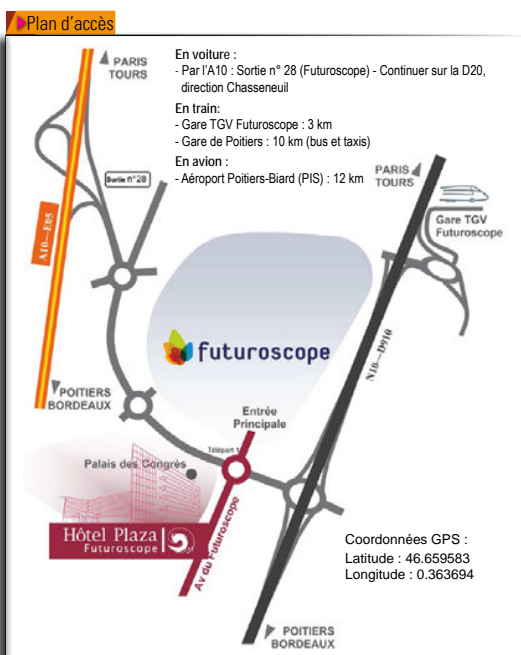 Plan d'accès
PARIS
TOURS
En voiture :
- Par l'A10 : Sortie n° 28 (Futuroscope) - Continuer sur la D20,
direction Chasseneuil
En train:
- Gare TGV Futuroscope : 3 km
- Gare de Poitiers : 10 km (bus et taxis)
En avion :
- Aéroport Poitiers-Biard (PIS) : 12 km
PARIS
TOURS
Sortie n°28
Gare TGV
Futuroscope
A10—E05
futuroscope
N10—D910
POITIERS
BORDEAUX
Entrée
Principale
Téléport 1
Palais des Congrès
Hôtel Plaza
Futuroscope
Av du Futuroscope
Coordonnées GPS :
Latitude : 46.659583
Longitude : 0.363694
POITIERS
BORDEAUX